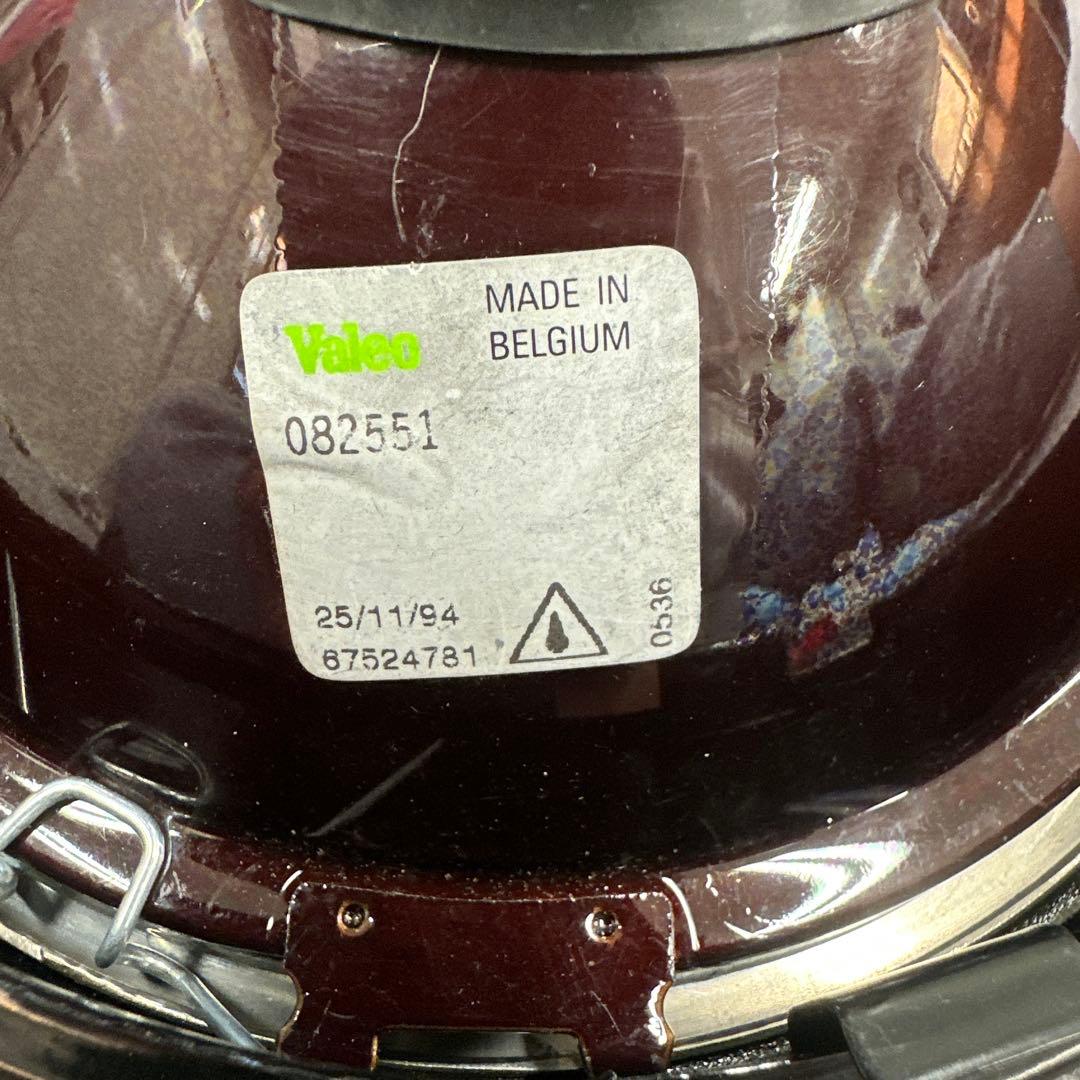 MADE IN
Valeo BELGIUM
082551
25/11/94
67524781
0536